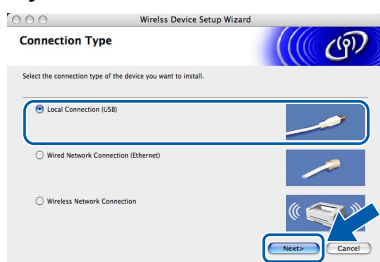 Wirelss Device Setup Wizard
Connection Type
Select the connection type of the device you want to install.
Local Connection (USB)
Wired Network Connection (Ethernet)
Wireless Network Connection
Next>
Cancel